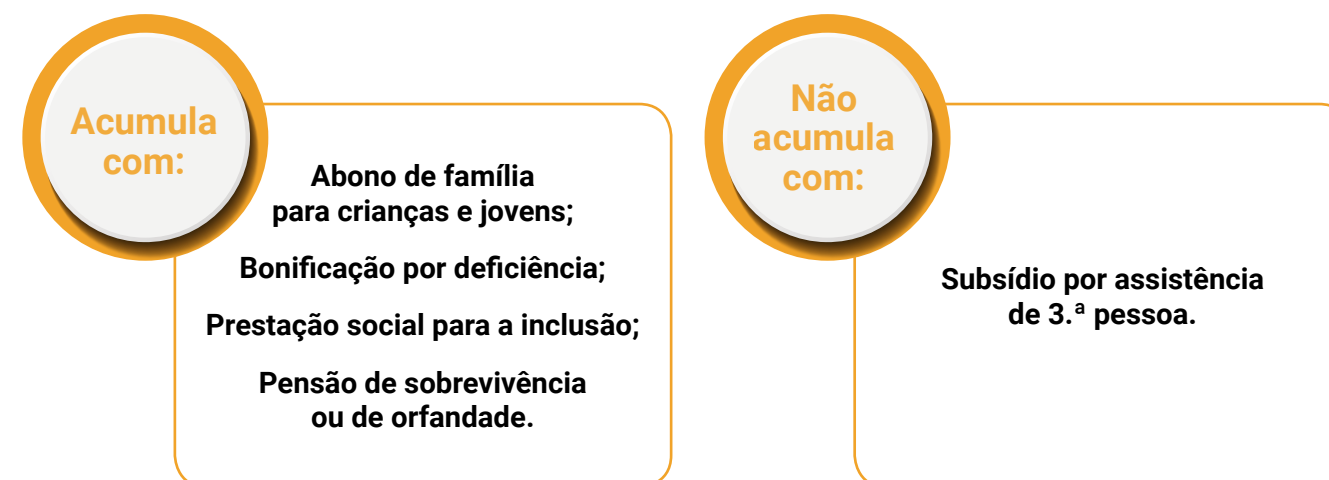 Acumula
com:
Abono de família
para crianças e jovens;
Bonificação por deficiência;
Prestação social para a inclusão;
Pensão de sobrevivência
ou de orfandade.
Não
acumula
com:
Subsídio por assistência
de 3.ª pessoa.